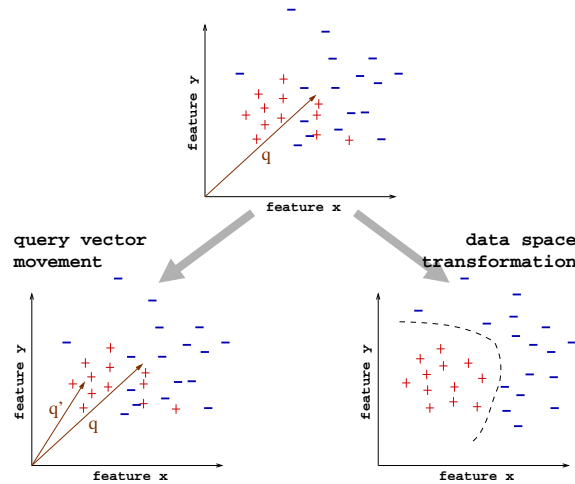 feature y
q
feature x
query vector
movement
data space
transformation
feature y
q'
q
feature x
feature y
feature x